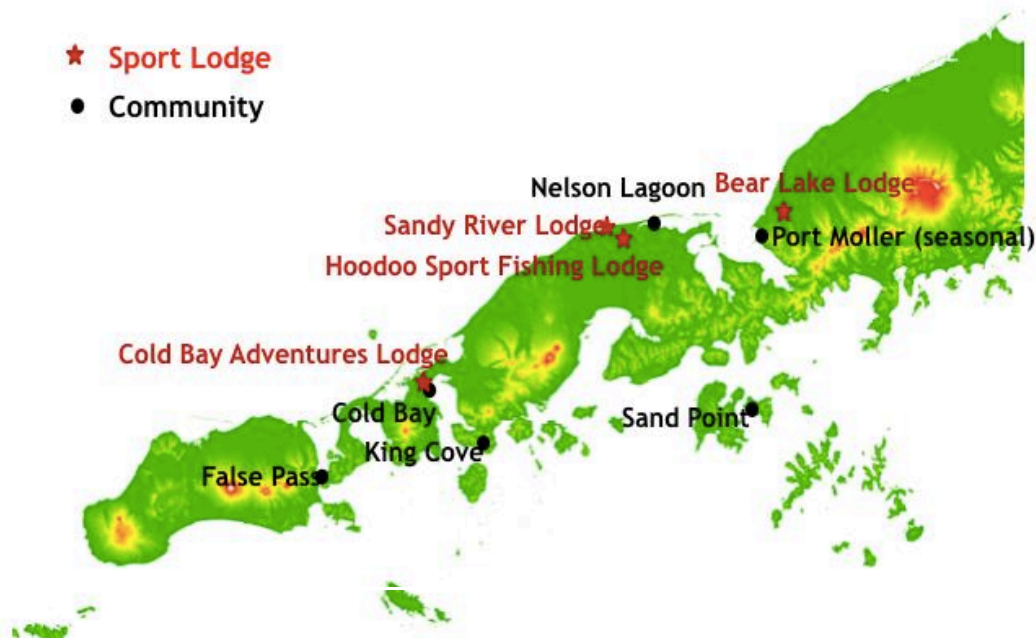 Sport Lodge
Community
Nelson Lagoon
Bear Lake Lodge
Sandy River Lodge
Port Moller (seasonal)
Hoodoo Sport Fishing Lodge
Cold Bay Adventures Lodge
Cold Bay
Sand Point
King Cove
False Pass